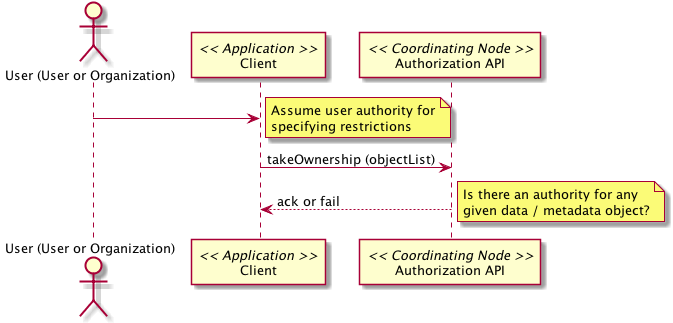 << Application >>
Client
<< Coordinating Node >>
Authorization API
User (User or Organization)
Assume user authority for
specifying restrictions
takeOwnership (objectList)
Is there an authority for any
given data / metadata object?
ack or fail
User (User or Organization)
<< Application >>
Client
<< Coordinating Node >>
Authorization API